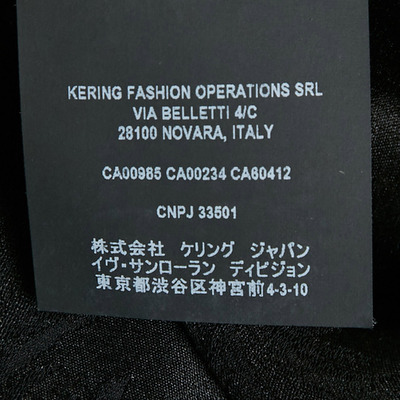 KERING FASHION OPERATIONS SRL
VIA BELLETTI 4/C
28100 NOVARA, ITALY
CA00985 CA00234 CA60412
CNPJ 33501
株式会社 ケリング ジャパン
イヴ・サンローラン ディビジョン
東京都渋谷区神宮前4-3-10